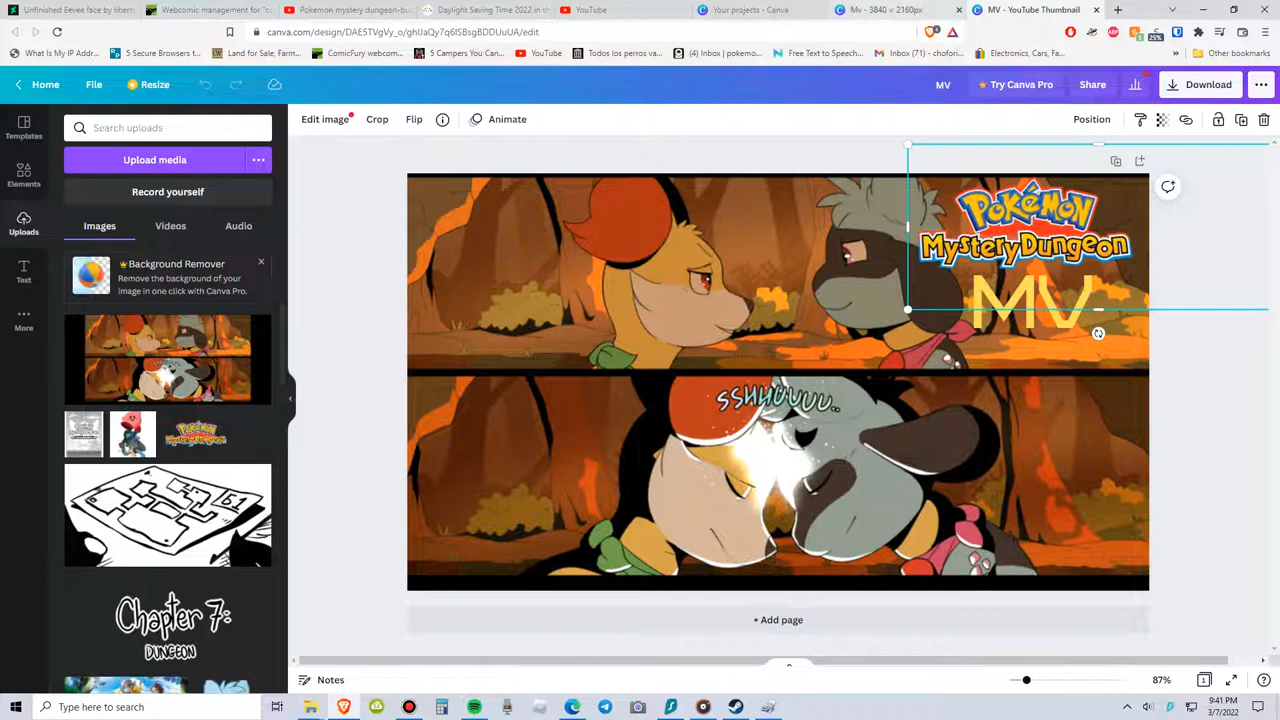 Unfinished Eevee face by libert
Webcomic management for "c
Pokemon mystery dungeon-bu
Daylight Saving Time 2022 in th
YouTube
Your projects - Canva
Mv - 3840 × 2160px
MV - YouTube Thumbnail
canva.com/design/DAE5TVgVy_o/ghUaQy7q6ISBsgBDDUuUA/edit
25%
What Is My IP Addr...
5 Secure Browsers t...
Land for Sale, Farm...
ComicFury webcomi...
5 Campers You Can...
YouTube
Todos los perros va...
(4) Inbox | pokemo...
Free Text to Speech...
Inbox (71) - chofori...
Electronics, Cars, Fa...
Other bookmarks
Home
File
Resize
MV
Try Canva Pro
Share
Download
Templates
Elements
Uploads
Text
More
Search uploads
Upload media
Record yourself
Images
Videos
Audio
Background Remover
Remove the background of your
image in one click with Canva Pro.
Chapter 7:
DUNGEON
Edit image
Crop
Flip
Animate
Position
POKéMON
Mystery Dungeon
MV
SSHHUUUU..
+ Add page
Notes
87%
1
Type here to search
9:41 PM
3/7/2022